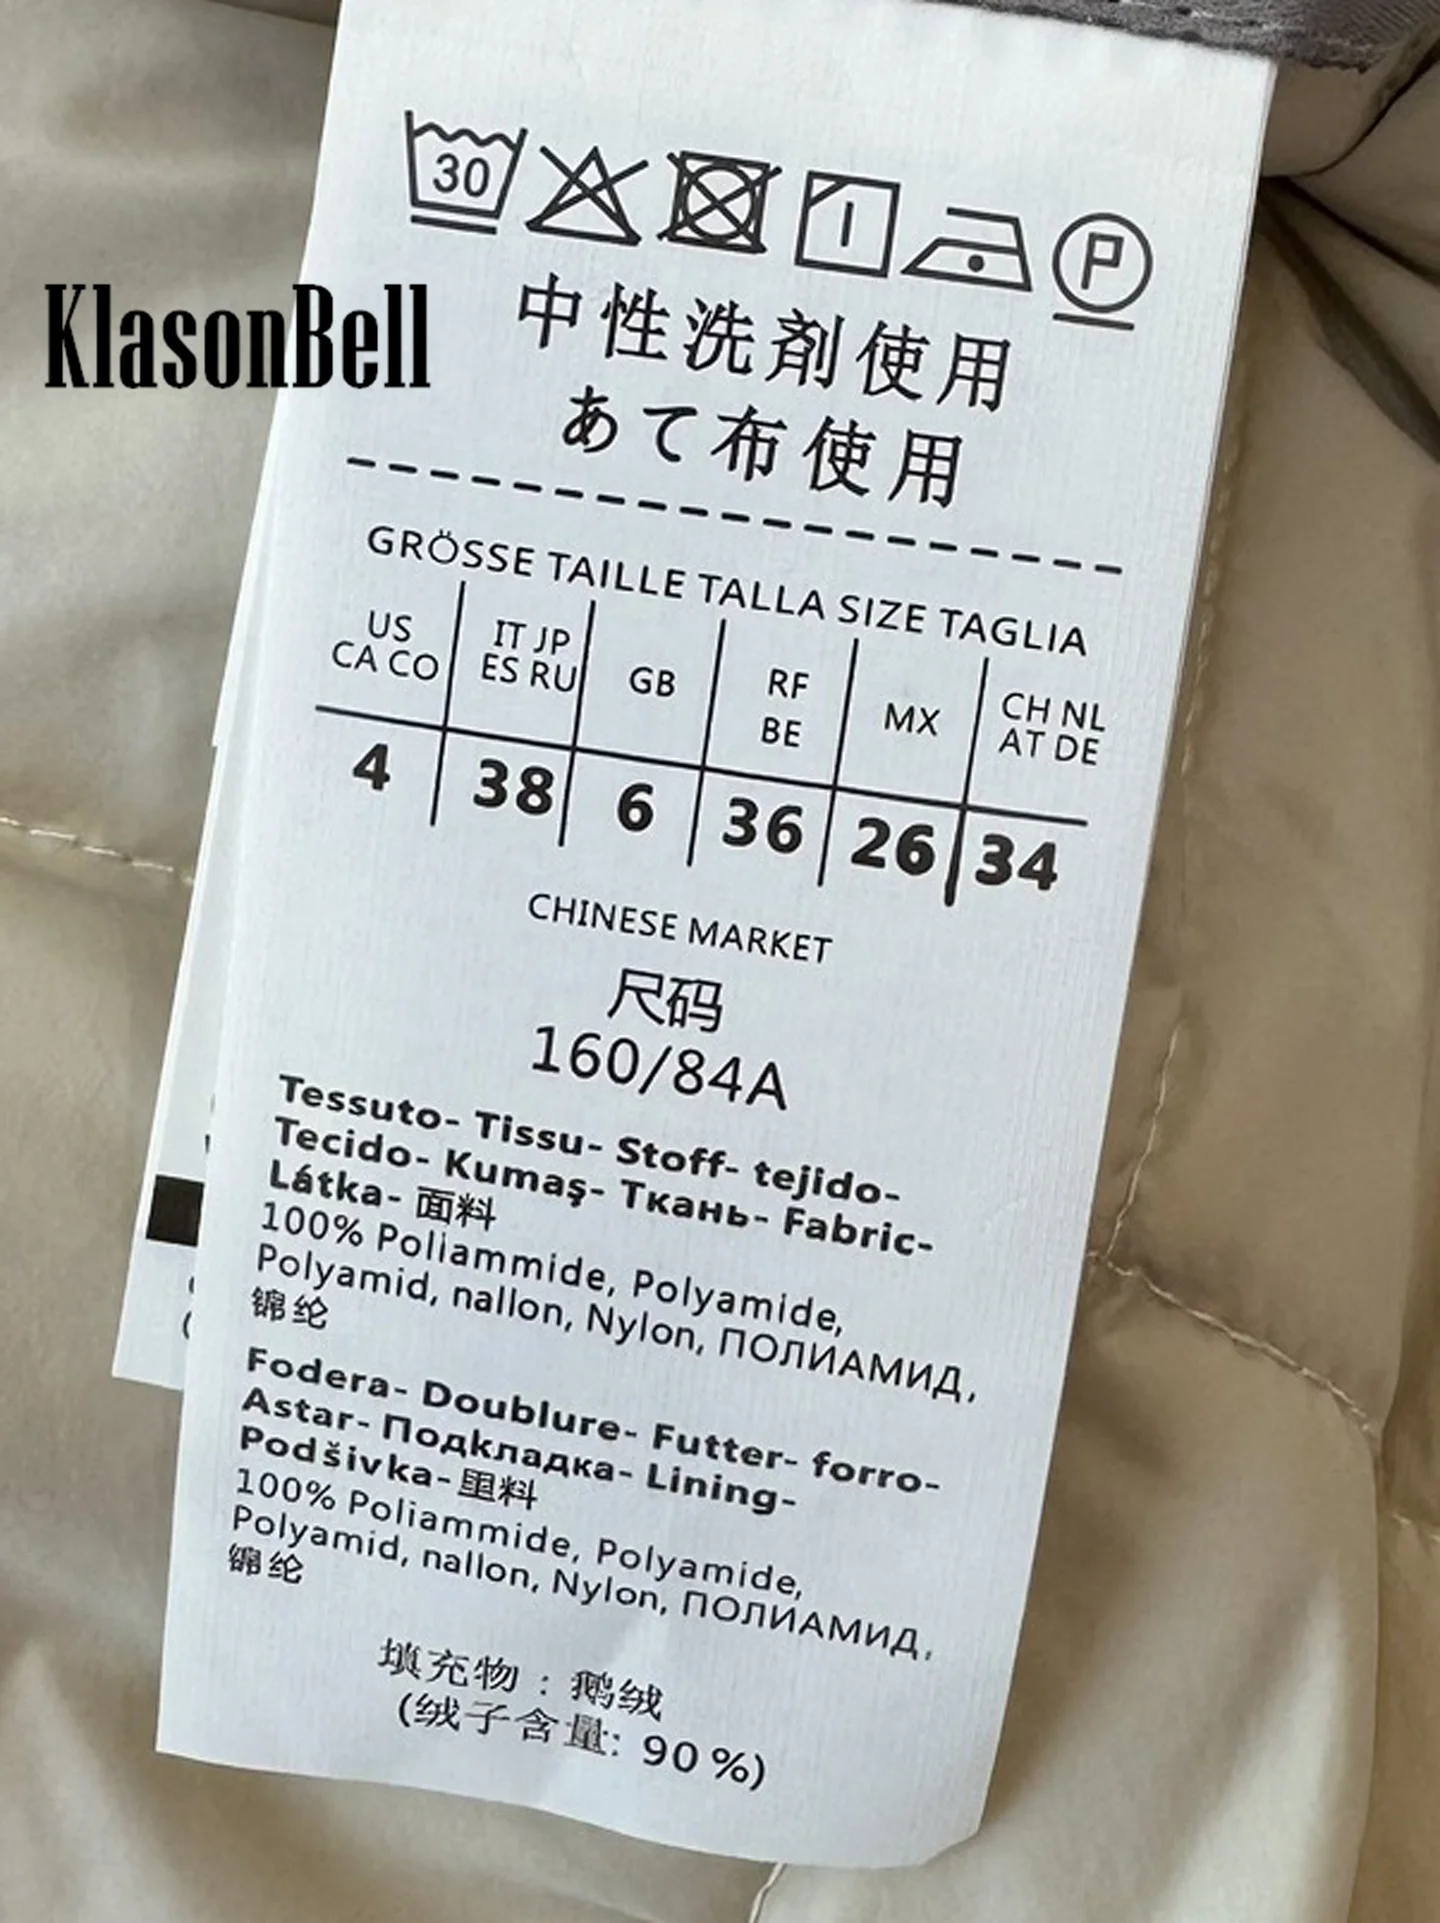 30
P
KlasonBell
中性洗剤使用
あて布使用
GRÖSSE TAILLE TALLA SIZE TAGLIA
US CA CO
IT JP ES RU
GB
RF BE
MX
CH NL AT DE
4 38 6 36 26 34
CHINESE MARKET
尺码
160/84A
Tessuto- Tissu- Stoff- tejido-
Tecido- Kumaş- Ткань- Fabric-
Látka- 面料
100% Poliammide, Polyamide,
Polyamid, nallon, Nylon, ПОЛИАМИД,
锦纶
Fodera- Doublure- Futter- forro-
Astar- Подкладка- Lining-
Podšivka-里料
100% Poliammide, Polyamide,
Polyamid, nallon, Nylon, ПОЛИАМИД,
锦纶
填充物：鹅绒
(绒子含量: 90%)